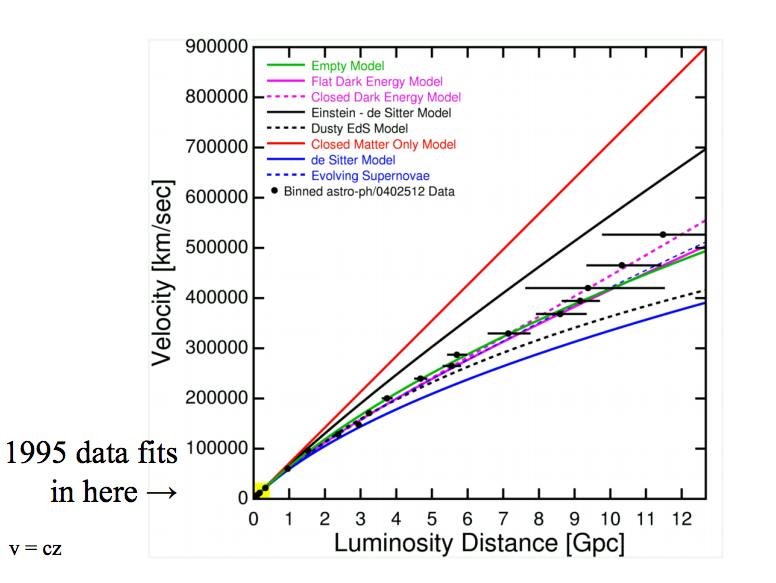 900000
800000
700000
600000
500000
400000
300000
200000
100000
0
Velocity [km/sec]
Empty Model
Flat Dark Energy Model
Closed Dark Energy Model
Einstein - de Sitter Model
Dusty EdS Model
Closed Matter Only Model
de Sitter Model
Evolving Supernovae
Binned astro-ph/0402512 Data
1995 data fits
in here →
0 1 2 3 4 5 6 7 8 9 10 11 12
Luminosity Distance [Gpc]
v = cz